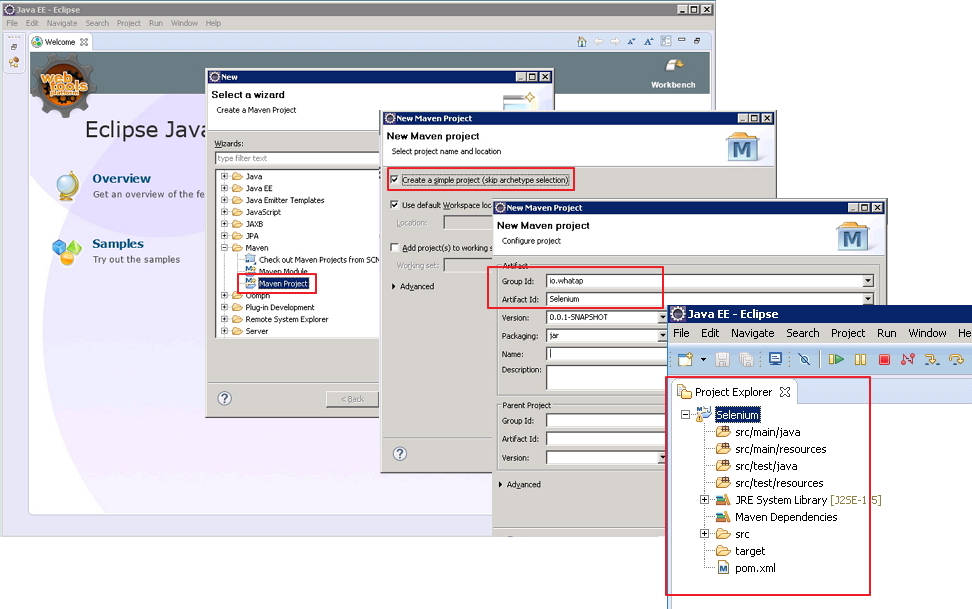 Java EE - Eclipse
File Edit Navigate Search Project Run Window Help
Welcome
web tools platform
Workbench
Eclipse Java
Overview
Get an overview of the fe
Samples
Try out the samples
New
Select a wizard
Create a Maven Project
Wizards:
type filter text
Java
Java EE
Java Emitter Templates
JavaScript
JAXB
JPA
Maven
Check out Maven Projects from SCM
Maven Module
Maven Project
Oomph
Plug-in Development
Remote System Explorer
Server
< Back
New Maven Project
New Maven project
Select project name and location
Create a simple project (skip archetype selection)
Use default Workspace loc
Location:
Add project(s) to working s
Working set:
Advanced
New Maven Project
New Maven project
Configure project
Artifact
Group Id: io.whatap
Artifact Id: Selenium
Version: 0.0.1-SNAPSHOT
Packaging: jar
Name:
Description:
Parent Project
Group Id:
Artifact Id:
Version:
Advanced
Java EE - Eclipse
File Edit Navigate Search Project Run Window He
Project Explorer
Selenium
src/main/java
src/main/resources
src/test/java
src/test/resources
JRE System Library [J2SE-1.5]
Maven Dependencies
src
target
pom.xml